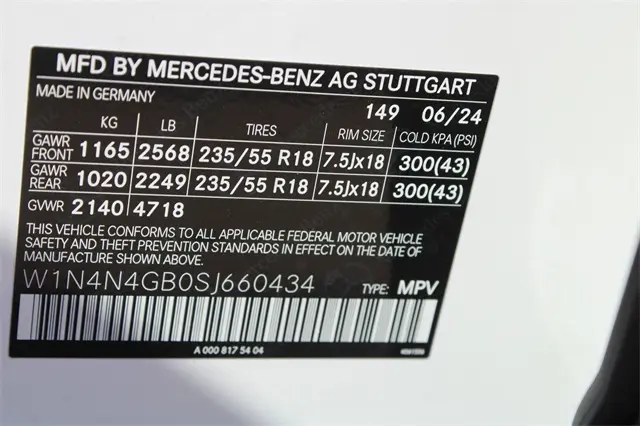 MFD BY MERCEDES-BENZ AG STUTTGART
MADE IN GERMANY 149 06/24
KG LB TIRES RIM SIZE COLD KPA (PSI)
GAWR FRONT 1165 2568 235/55 R18 7.5Jx18 300(43)
GAWR REAR 1020 2249 235/55 R18 7.5Jx18 300(43)
GVWR 2140 4718
THIS VEHICLE CONFORMS TO ALL APPLICABLE FEDERAL MOTOR VEHICLE
SAFETY AND THEFT PREVENTION STANDARDS IN EFFECT ON THE DATE OF
MANUFACTURE SHOWN ABOVE.
W1N4N4GB0SJ660434 TYPE: MPV
A 000 817 54 04